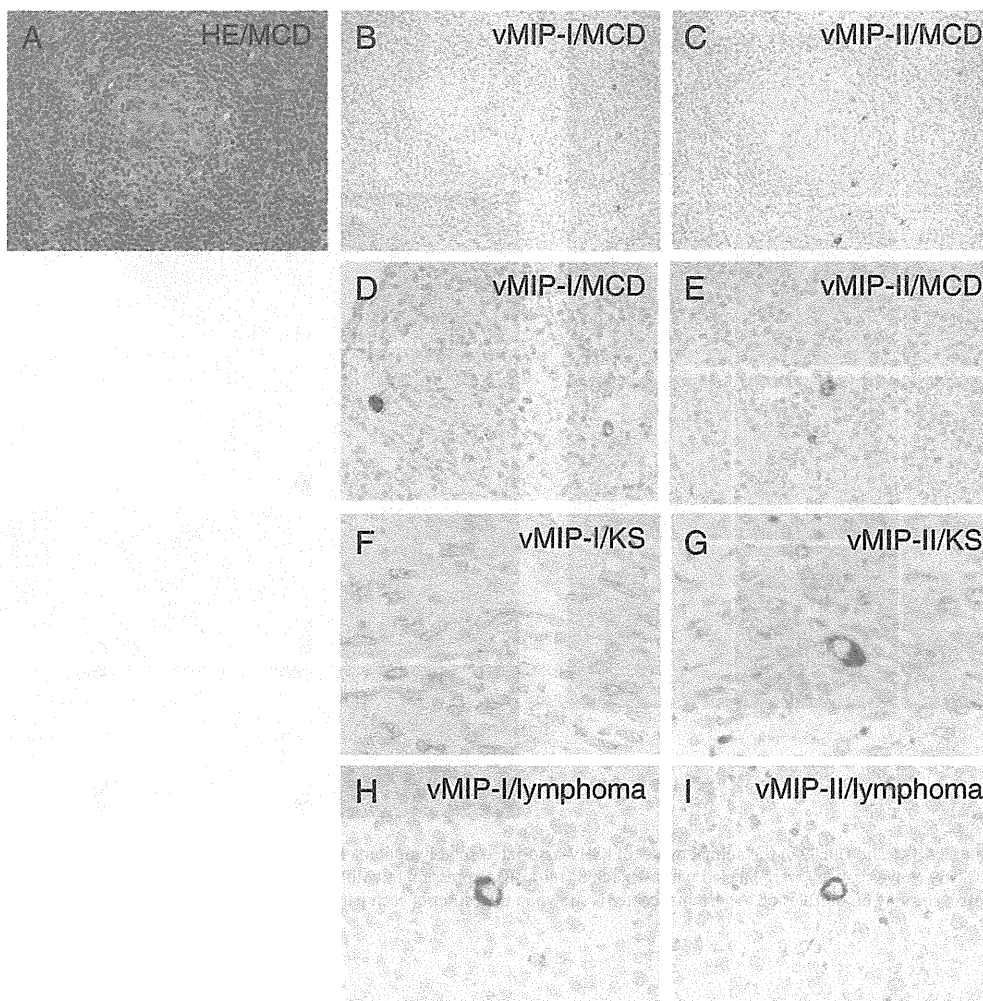 A HE/MCD
B vMIP-I/MCD
C vMIP-II/MCD
D vMIP-I/MCD
E vMIP-II/MCD
F vMIP-I/KS
G vMIP-II/KS
H vMIP-I/lymphoma
I vMIP-II/lymphoma